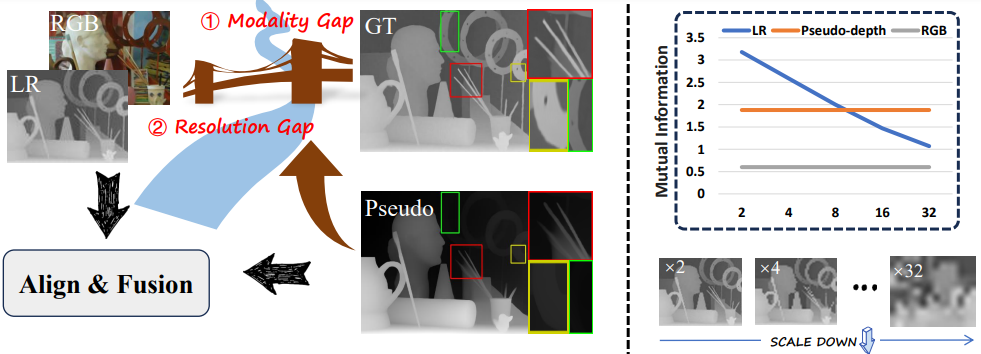 RGB
LR
① Modality Gap
② Resolution Gap
GT
Pseudo
Align & Fusion
LR Pseudo-depth RGB
Mutual Information
3.5
3
2.5
2
1.5
1
0.5
0
2 4 8 16 32
×2 ×4 ••• ×32
SCALE DOWN